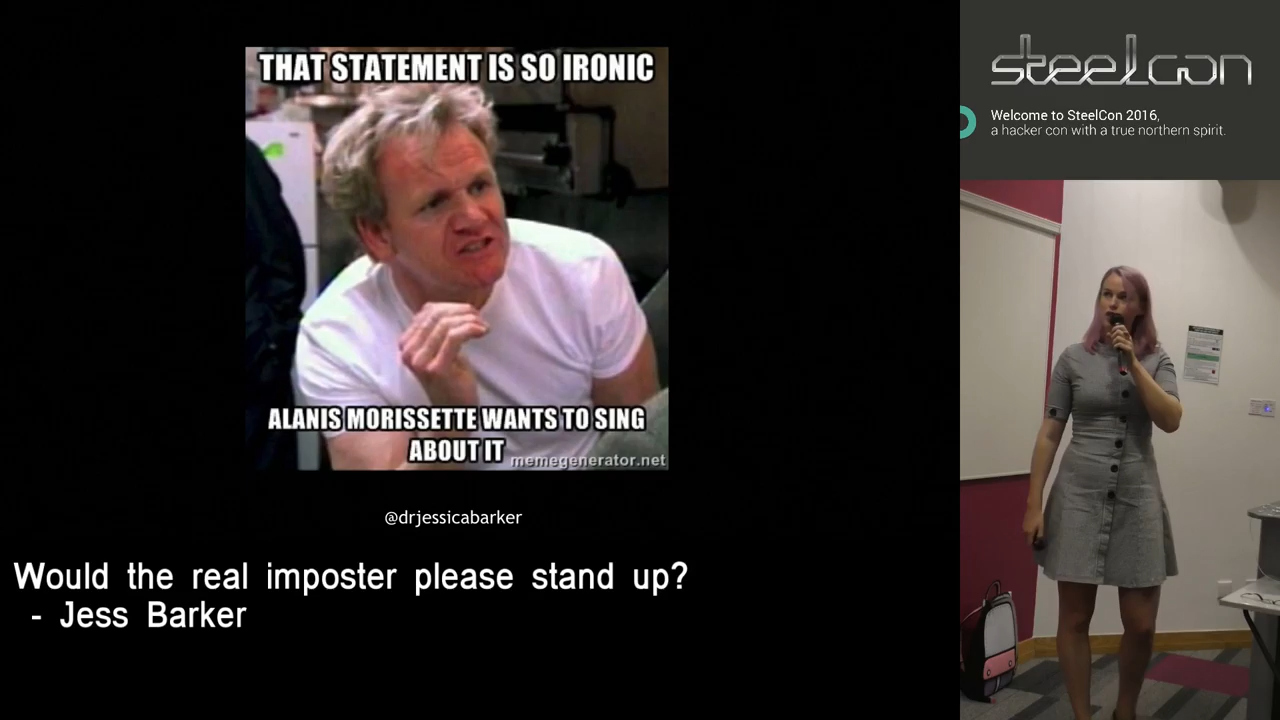 THAT STATEMENT IS SO IRONIC
ALANIS MORISSETTE WANTS TO SING
ABOUT IT
memegenerator.net
@drjessicabarker
Would the real imposter please stand up?
- Jess Barker
steelcon
Welcome to SteelCon 2016,
a hacker con with a true northern spirit.